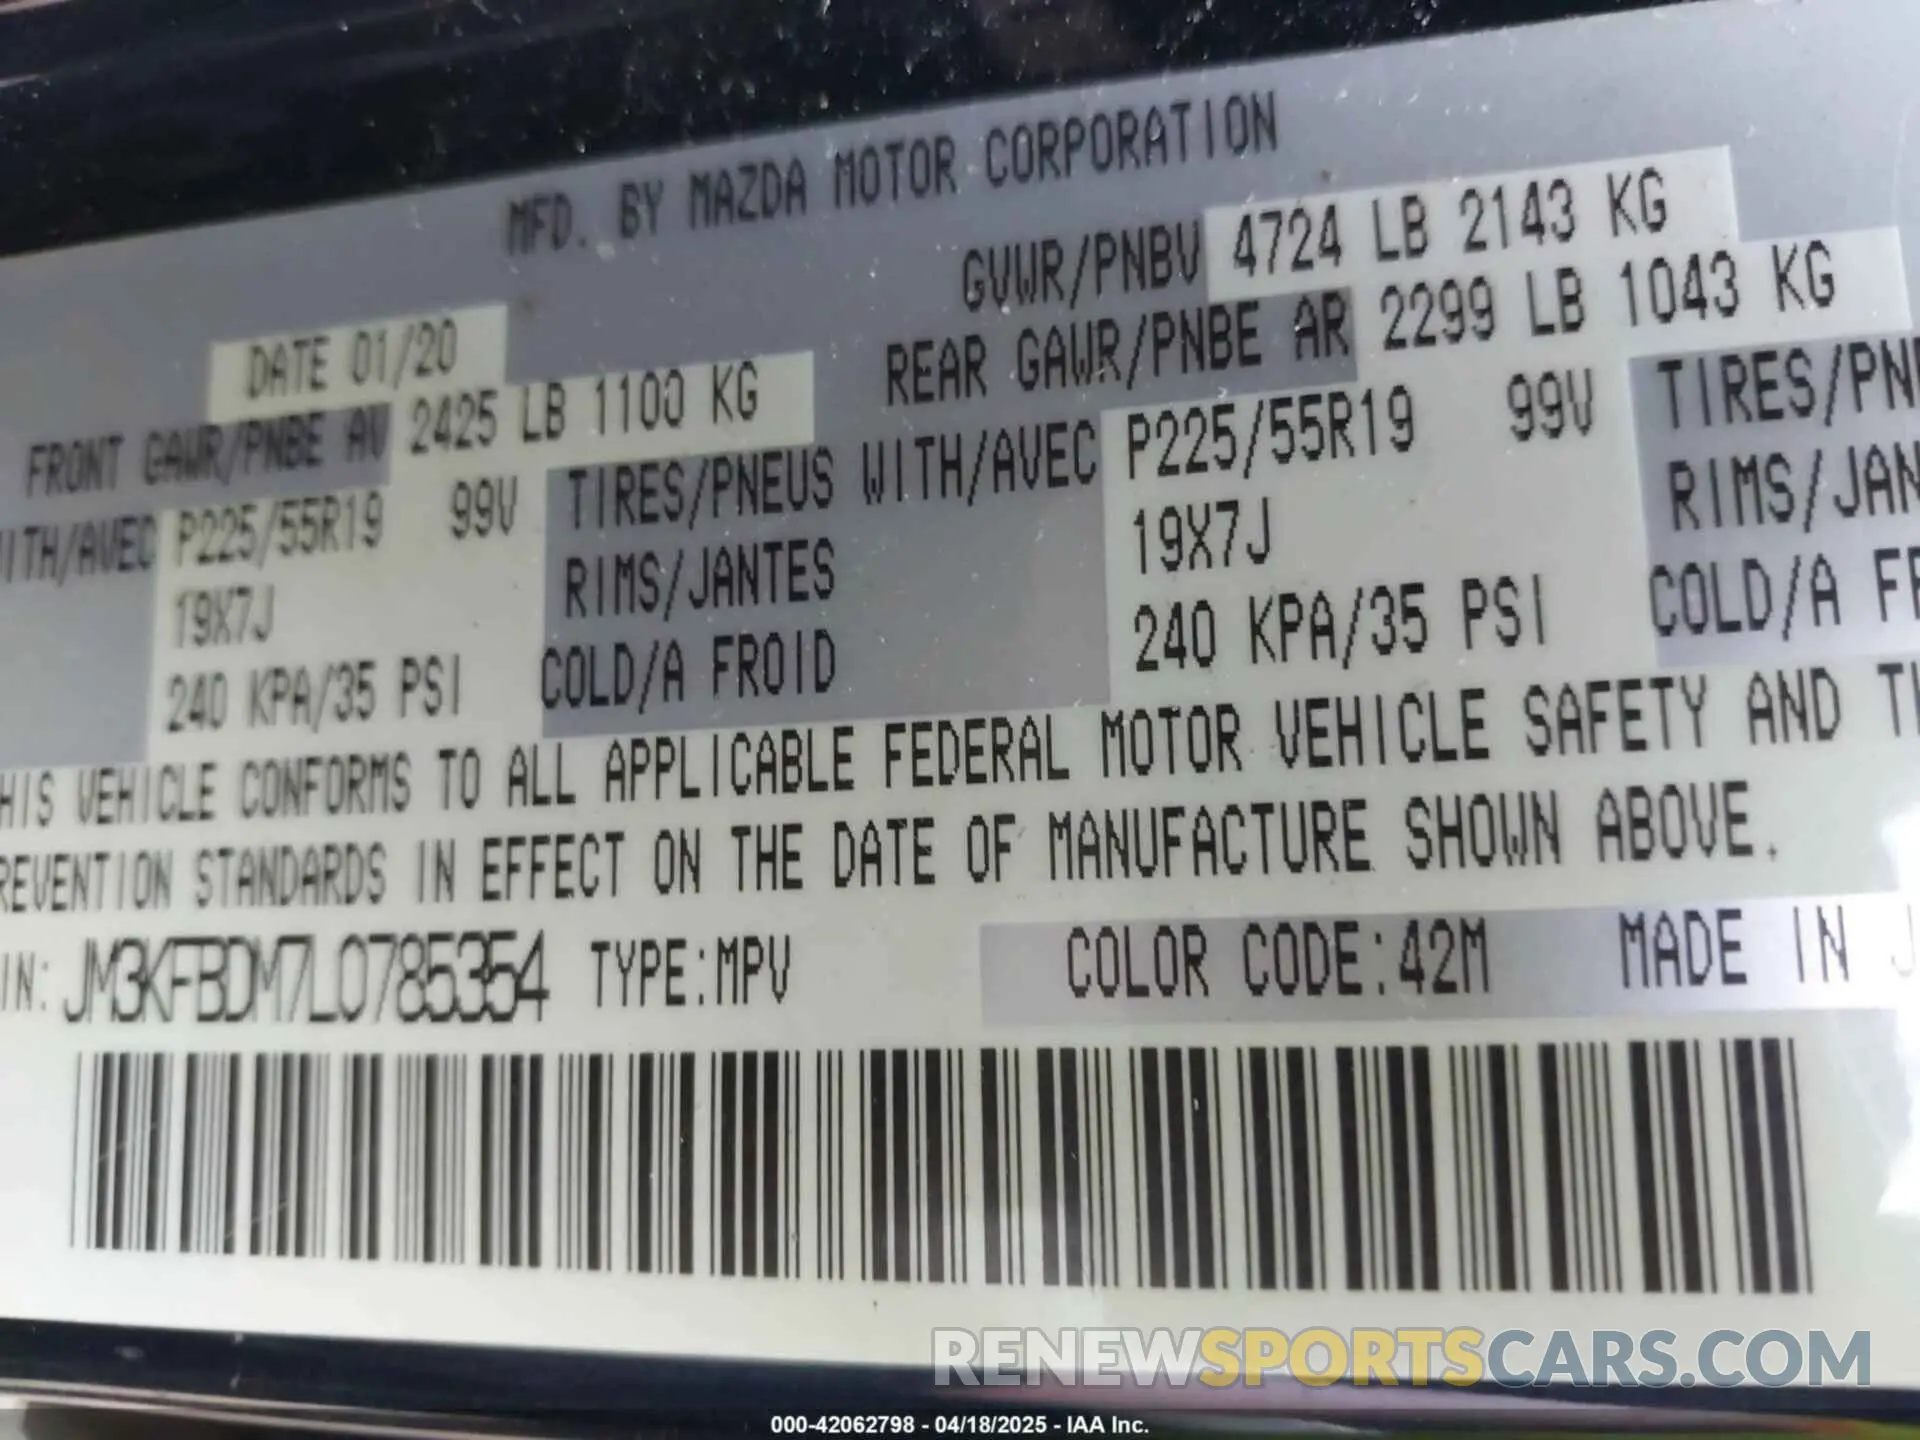 MFD. BY MAZDA MOTOR CORPORATION
DATE 01/20 GVWR/PNBV 4724 LB 2143 KG
FRONT GAWR/PNBE AV 2425 LB 1100 KG REAR GAWR/PNBE AR 2299 LB 1043 KG
WITH/AVEC P225/55R19 99V TIRES/PNEUS WITH/AVEC P225/55R19 99V TIRES/PN
19X7J RIMS/JANTES 19X7J RIMS/JAN
240 KPA/35 PSI COLD/A FROID 240 KPA/35 PSI COLD/A FR
HIS VEHICLE CONFORMS TO ALL APPLICABLE FEDERAL MOTOR VEHICLE SAFETY AND TH
REVENTION STANDARDS IN EFFECT ON THE DATE OF MANUFACTURE SHOWN ABOVE.
IN: JM3KFBDM7L0785354 TYPE:MPV COLOR CODE:42M MADE IN J
RENEWSPORTSCARS.COM
000-42062798 - 04/18/2025 - IAA Inc.